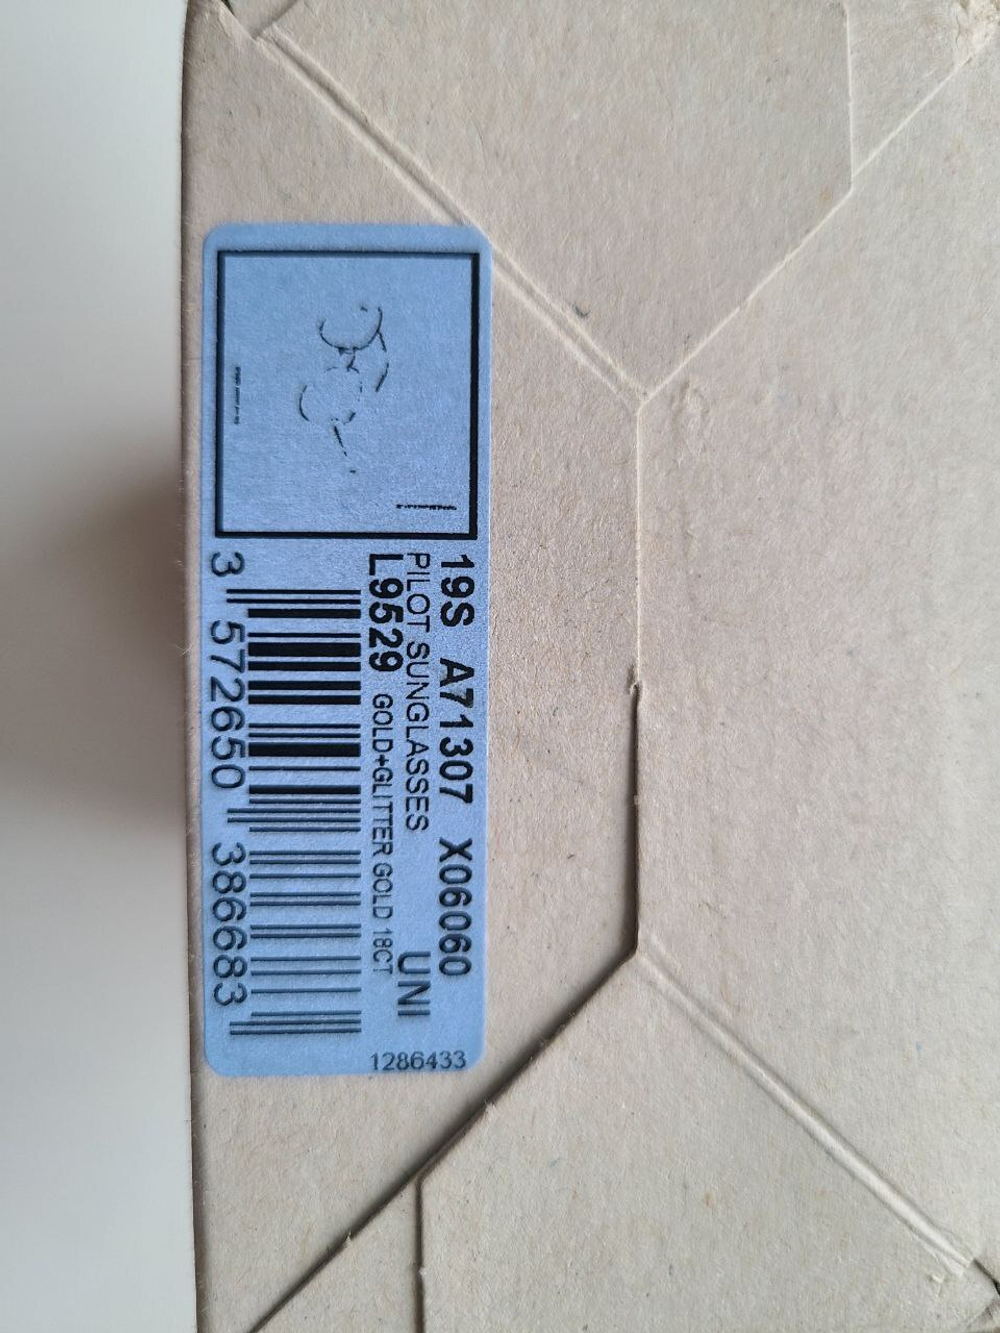 19S A71307 X06060
PILOT SUNGLASSES UNI
L9529 GOLD+GLITTER GOLD 18CT
3 572650 386683
1286433